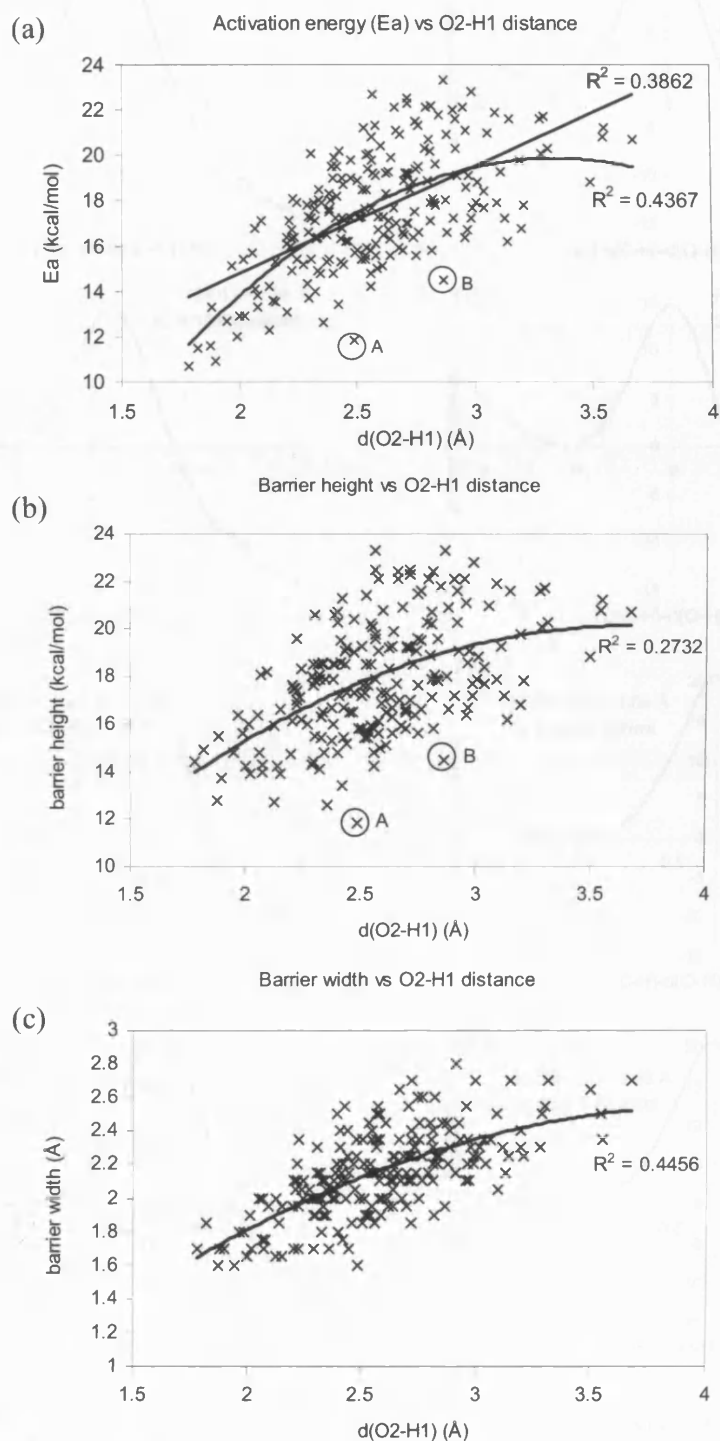 (a)
Activation energy (Ea) vs O2-H1 distance
24
22
20
18
16
14
12
10
Ea (kcal/mol)
R² = 0.3862
R² = 0.4367
B
A
1.5 2 2.5 3 3.5 4
d(O2-H1) (Å)
(b)
Barrier height vs O2-H1 distance
24
22
20
18
16
14
12
10
barrier height (kcal/mol)
R² = 0.2732
B
A
1.5 2 2.5 3 3.5 4
d(O2-H1) (Å)
(c)
Barrier width vs O2-H1 distance
3
2.8
2.6
2.4
2.2
2
1.8
1.6
1.4
1.2
1
barrier width (Å)
R² = 0.4456
1.5 2 2.5 3 3.5 4
d(O2-H1) (Å)